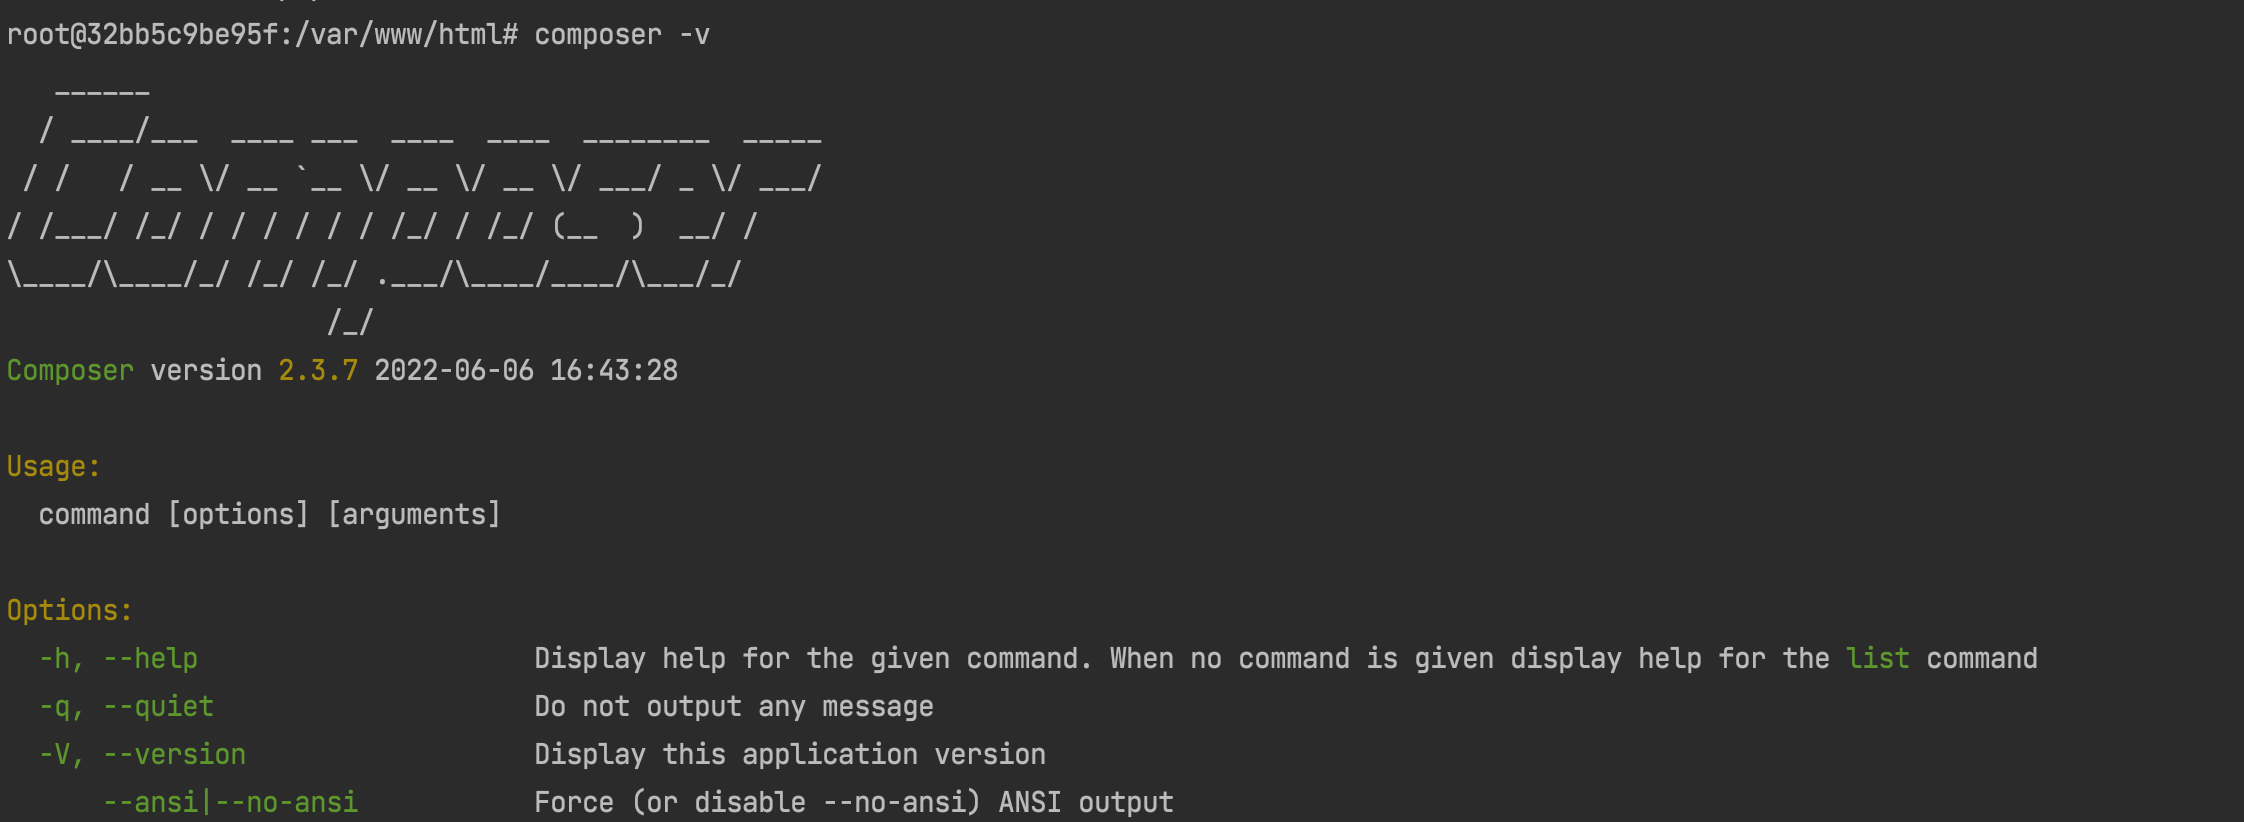 root@32bb5c9be95f:/var/www/html# composer -v
   ______
  / ____/___  ____ ___  ____  ____  ________  _____
 / /   / __ \/ __ `__ \/ __ \/ __ \/ ___/ _ \/ ___/
/ /___/ /_/ / / / / / / /_/ / /_/ (__  )  __/ /
\____/\____/_/ /_/ /_/ .___/\____/____/\___/_/
                    /_/
Composer version 2.3.7 2022-06-06 16:43:28

Usage:
  command [options] [arguments]

Options:
  -h, --help                     Display help for the given command. When no command is given display help for the list command
  -q, --quiet                    Do not output any message
  -V, --version                  Display this application version
      --ansi|--no-ansi           Force (or disable --no-ansi) ANSI output